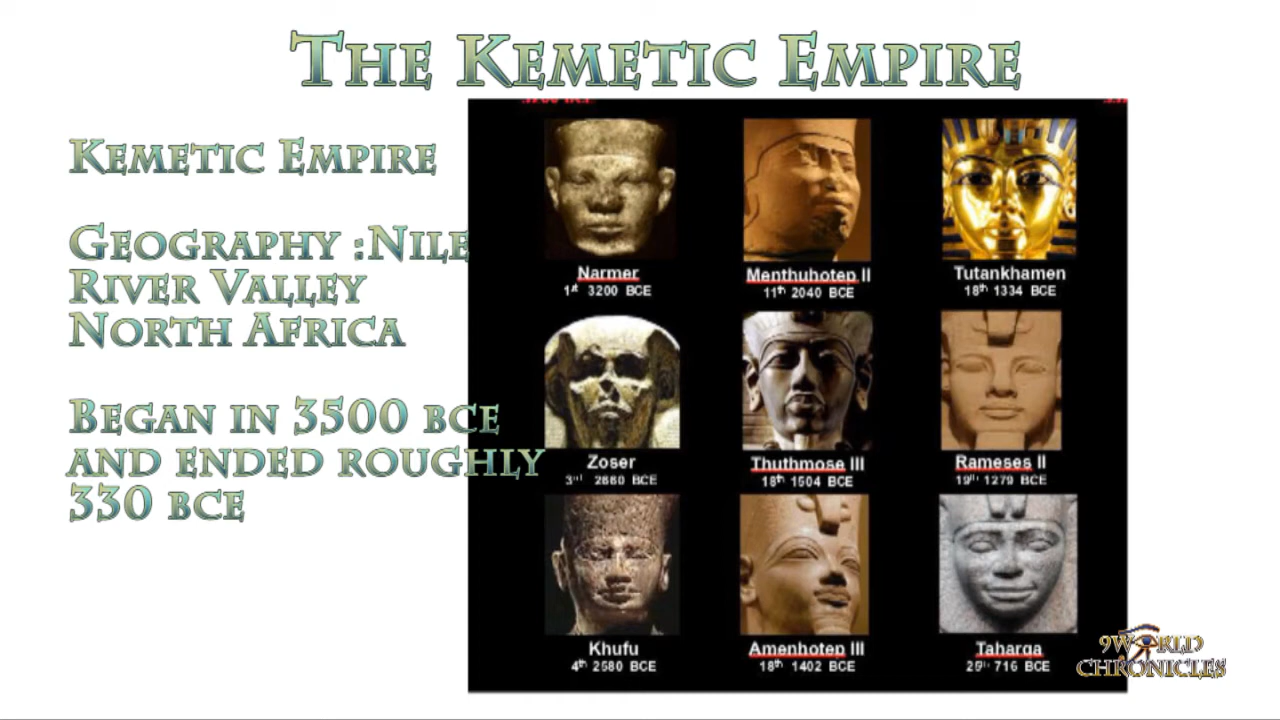 The Kemetic Empire
Kemetic Empire
Geography :Nile
River Valley
North Africa
Began in 3500 bce
and ended roughly
330 bce
Narmer
1st 3200 BCE
Menthuhotep II
11th 2040 BCE
Tutankhamen
18th 1334 BCE
Zoser
3rd 2660 BCE
Thuthmose III
18th 1504 BCE
Rameses II
19th 1279 BCE
Khufu
4th 2580 BCE
Amenhotep III
18th 1402 BCE
Taharqa
25th 716 BCE
9World
Chronicles